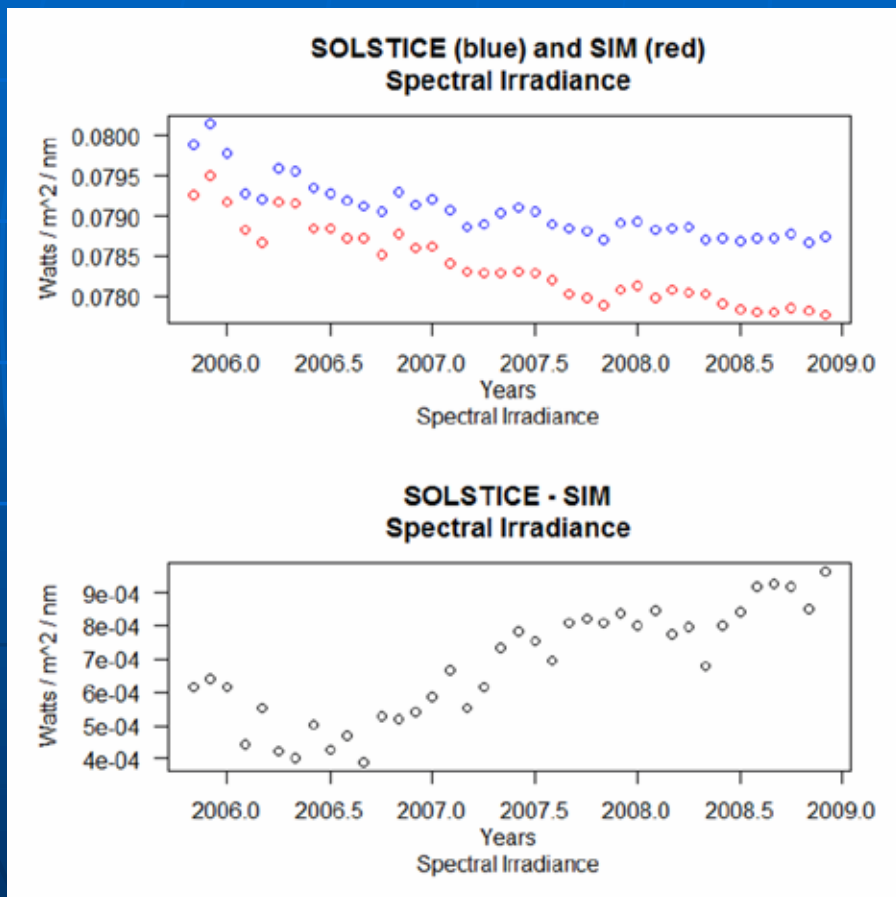 SOLSTICE (blue) and SIM (red)
Spectral Irradiance
Watts / m^2 / nm
0.0800
0.0795
0.0790
0.0785
0.0780
2006.0 2006.5 2007.0 2007.5 2008.0 2008.5 2009.0
Years
Spectral Irradiance
SOLSTICE - SIM
Spectral Irradiance
Watts / m^2 / nm
9e-04
8e-04
7e-04
6e-04
5e-04
4e-04
2006.0 2006.5 2007.0 2007.5 2008.0 2008.5 2009.0
Years
Spectral Irradiance